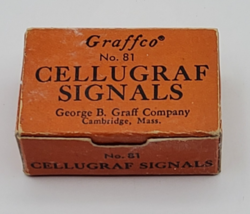 Graffco®
No. 81
CELLUGRAF
SIGNALS
George B. Graff Company
Cambridge, Mass.
No. 81
CELLUGRAF SIGNALS